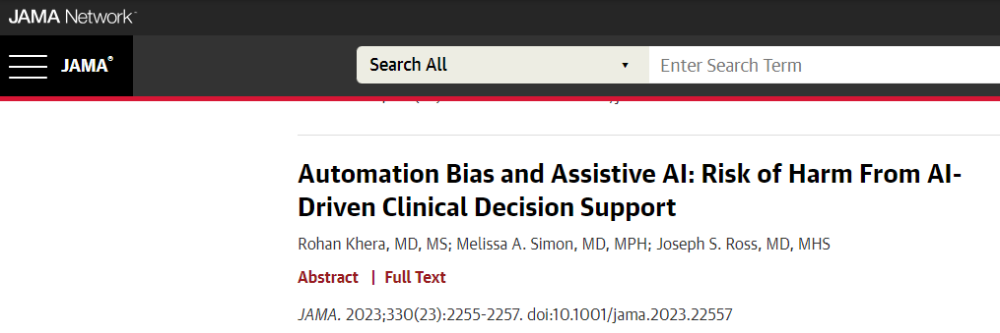 JAMA Network™
JAMA®
Search All
Enter Search Term
Automation Bias and Assistive AI: Risk of Harm From AI-
Driven Clinical Decision Support
Rohan Khera, MD, MS; Melissa A. Simon, MD, MPH; Joseph S. Ross, MD, MHS
Abstract | Full Text
JAMA. 2023;330(23):2255-2257. doi:10.1001/jama.2023.22557